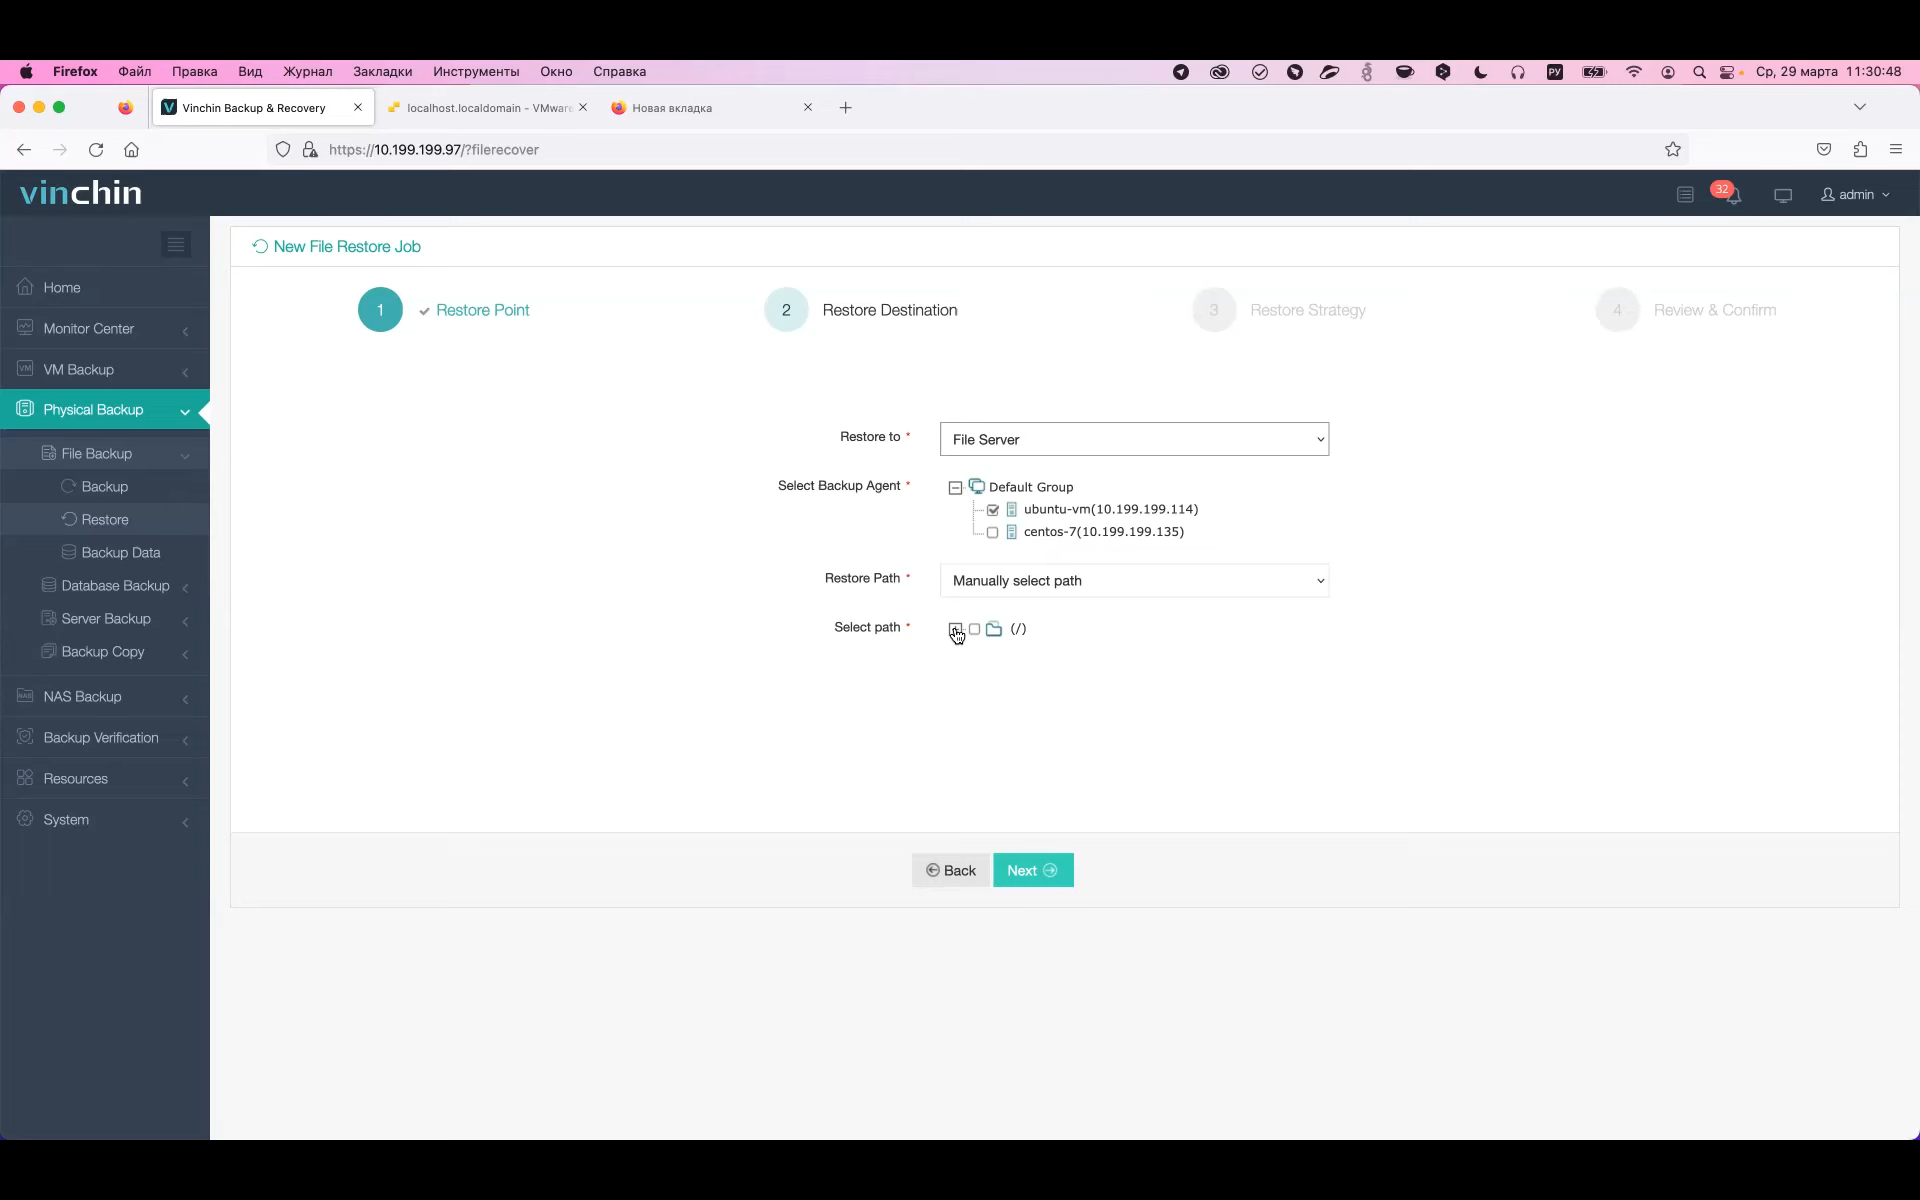 Firefox Файл Правка Вид Журнал Закладки Инструменты Окно Справка РУ Ср, 29 марта 11:30:48
Vinchin Backup & Recovery localhost.localdomain - VMwar Новая вкладка
https://10.199.199.97/?filerecover
vinchin 32 admin
New File Restore Job
1 Restore Point 2 Restore Destination 3 Restore Strategy 4 Review & Confirm
Home
Monitor Center
VM VM Backup
Physical Backup
File Backup
Backup
Restore
Backup Data
Database Backup
Server Backup
Backup Copy
NAS NAS Backup
Backup Verification
Resources
System
Restore to * File Server
Select Backup Agent * Default Group
ubuntu-vm(10.199.199.114)
centos-7(10.199.199.135)
Restore Path * Manually select path
Select path * (/)
Back Next